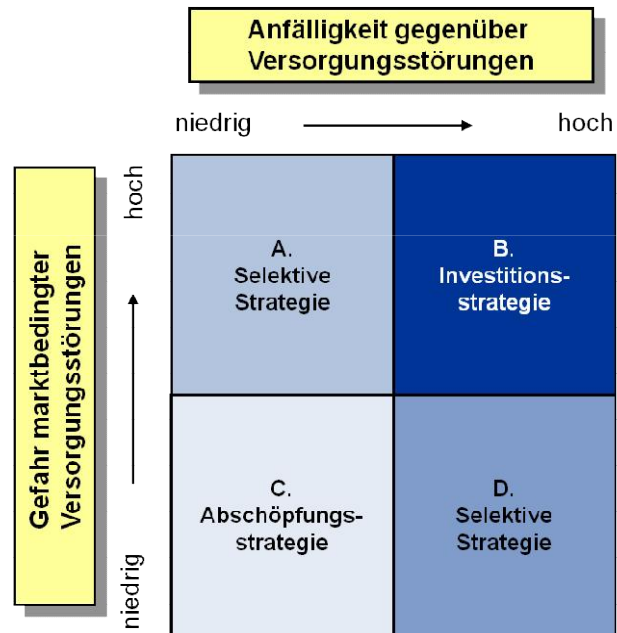 Anfälligkeit gegenüber
Versorgungsstörungen
niedrig
hoch
Gefahr marktbedingter
Versorgungsstörungen
hoch
niedrig
A.
Selektive
Strategie
B.
Investitions-
strategie
C.
Abschöpfungs-
strategie
D.
Selektive
Strategie